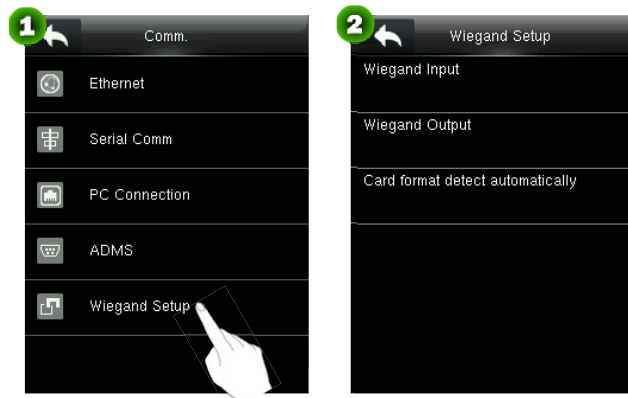 1
Comm.
Ethernet
Serial Comm
PC Connection
ADMS
Wiegand Setup
2
Wiegand Setup
Wiegand Input
Wiegand Output
Card format detect automatically